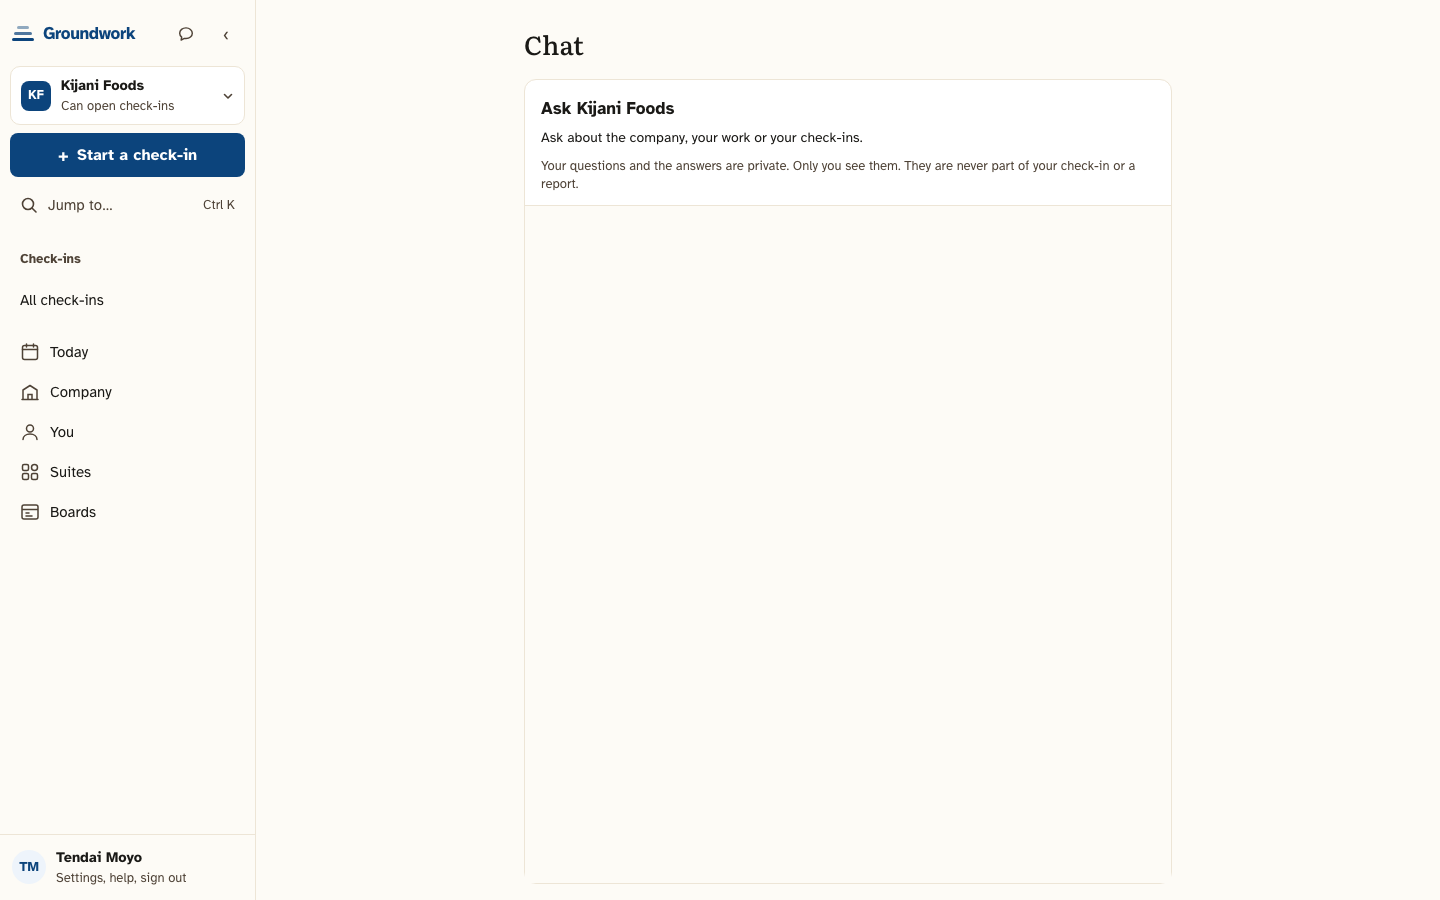 Groundwork
KF
Kijani Foods
Can open check-ins
+ Start a check-in
Jump to...
Ctrl K
Check-ins
All check-ins
Today
Company
You
Suites
Boards
TM
Tendai Moyo
Settings, help, sign out
Chat
Ask Kijani Foods
Ask about the company, your work or your check-ins.
Your questions and the answers are private. Only you see them. They are never part of your check-in or a
report.